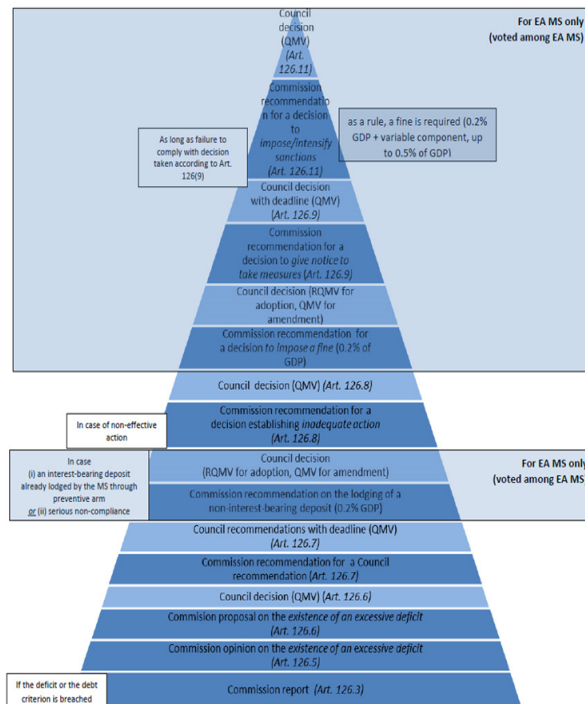 Council
decision
(QMV)
(Art.
126.11)
For EA MS only
(voted among EA MS)
Commission
recommendatio
n for a decision
to
impose/intensify
sanctions
(Art. 126.11)
As long as failure to
comply with decision
taken according to Art.
126(9)
as a rule, a fine is required (0.2%
GDP + variable component, up
to 0.5% of GDP)
Council decision
with deadline (QMV)
(Art. 126.9)
Commission
recommendation for a
decision to give notice to
take measures (Art. 126.9)
Council decision (RQMV for
adoption, QMV for
amendment)
Commission recommendation for
a decision to impose a fine (0.2% of
GDP)
Council decision (QMV) (Art. 126.8)
In case of non-effective
action
Commission recommendation for a
decision establishing inadequate action
(Art. 126.8)
In case
(i) an interest-bearing deposit
already lodged by the MS through
preventive arm
or (ii) serious non-compliance
Council decision
(RQMV for adoption, QMV for amendment)
For EA MS only
(voted among EA MS)
Commission recommendation on the lodging of a
non-interest-bearing deposit (0.2% GDP)
Council recommendations with deadline (QMV)
(Art. 126.7)
Commission recommendation for a Council
recommendation (Art. 126.7)
Council decision (QMV) (Art. 126.6)
Commision proposal on the existence of an excessive deficit
(Art. 126.6)
Commission opinion on the existence of an excessive deficit
(Art. 126.5)
If the deficit or the debt
criterion is breached
Commission report (Art. 126.3)